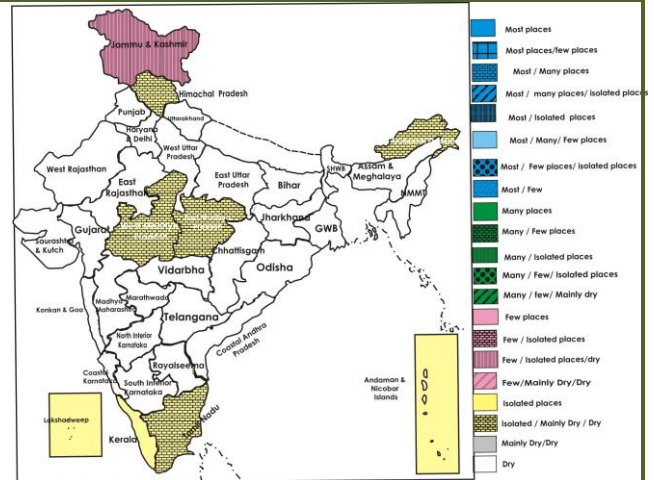 Jammu & Kashmir
Himachal Pradesh
Punjab
Uttarakhand
Haryana
& Delhi
West Uttar
Pradesh
West Rajasthan
East
Rajasthan
East Uttar
Pradesh
Bihar
SHWB
Assam &
Meghalaya
NMMT
Gujarat
Saurashtra
& Kutch
Jharkhand
GWB
Chhattisgarh
Odisha
Vidarbha
Konkan & Goa
Madhya
Maharashtra
Marathwada
Telangana
North Interior
Karnataka
Coastal Andhra
Pradesh
Rayalseema
Coastal
Karnataka
South Interior
Karnataka
Tamil Nadu
Kerala
Lakshadweep
Andaman &
Nicobar
Islands
Most places
Most places/few places
Most / Many places
Most / many places/ isolated places
Most / Isolated places
Most / Many/ Few places
Most / Few places/ isolated places
Most / Few
Many places
Many / Few places
Many / Isolated places
Many / Few/ Isolated places
Many / few/ Mainly dry
Few places
Few / Isolated places
Few / Isolated places/dry
Few/Mainly Dry/Dry
Isolated places
Isolated / Mainly Dry / Dry
Mainly Dry/Dry
Dry